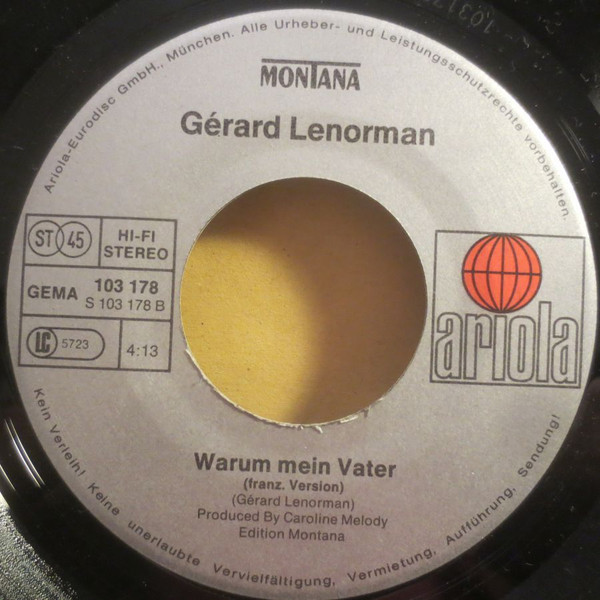 Ariola-Eurodisc GmbH., München. Alle Urheber- und Leistungsschutzrechte vorbehalten.
MONTANA
Gérard Lenorman
ST 45
HI-FI
STEREO
GEMA
103 178
S 103 178 B
LC 5723
4:13
ariola
Warum mein Vater
(franz. Version)
(Gérard Lenorman)
Produced By Caroline Melody
Edition Montana
Kein Verleih! Keine unerlaubte Vervielfältigung, Vermietung, Aufführung, Sendung!